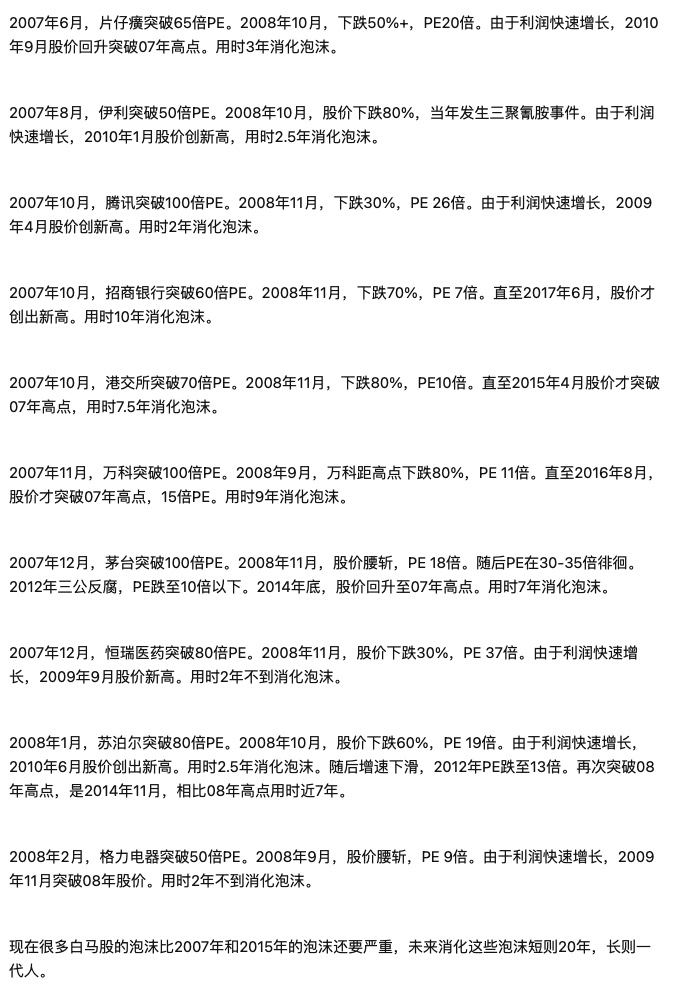 2007年6月，片仔癀突破65倍PE。2008年10月，下跌50%+，PE20倍。由于利润快速增长，2010
年9月股价回升突破07年高点。用时3年消化泡沫。
2007年8月，伊利突破50倍PE。2008年10月，股价下跌80%，当年发生三聚氰胺事件。由于利润
快速增长，2010年1月股价创新高，用时2.5年消化泡沫。
2007年10月，腾讯突破100倍PE。2008年11月，下跌30%，PE 26倍。由于利润快速增长，2009
年4月股价创新高。用时2年消化泡沫。
2007年10月，招商银行突破60倍PE。2008年11月，下跌70%，PE 7倍。直至2017年6月，股价才
创出新高。用时10年消化泡沫。
2007年10月，港交所突破70倍PE。2008年11月，下跌80%，PE10倍。直至2015年4月股价才突破
07年高点，用时7.5年消化泡沫。
2007年11月，万科突破100倍PE。2008年9月，万科距高点下跌80%，PE 11倍。直至2016年8月，
股价才突破07年高点，15倍PE。用时9年消化泡沫。
2007年12月，茅台突破100倍PE。2008年11月，股价腰斩，PE 18倍。随后PE在30-35倍徘徊。
2012年三公反腐，PE跌至10倍以下。2014年底，股价回升至07年高点。用时7年消化泡沫。
2007年12月，恒瑞医药突破80倍PE。2008年11月，股价下跌30%，PE 37倍。由于利润快速增
长，2009年9月股价新高。用时2年不到消化泡沫。
2008年1月，苏泊尔突破80倍PE。2008年10月，股价下跌60%，PE 19倍。由于利润快速增长，
2010年6月股价创出新高。用时2.5年消化泡沫。随后增速下滑，2012年PE跌至13倍。再次突破08
年高点，是2014年11月，相比08年高点用时近7年。
2008年2月，格力电器突破50倍PE。2008年9月，股价腰斩，PE 9倍。由于利润快速增长，2009
年11月突破08年股价。用时2年不到消化泡沫。
现在很多白马股的泡沫比2007年和2015年的泡沫还要严重，未来消化这些泡沫短则20年，长则一
代人。